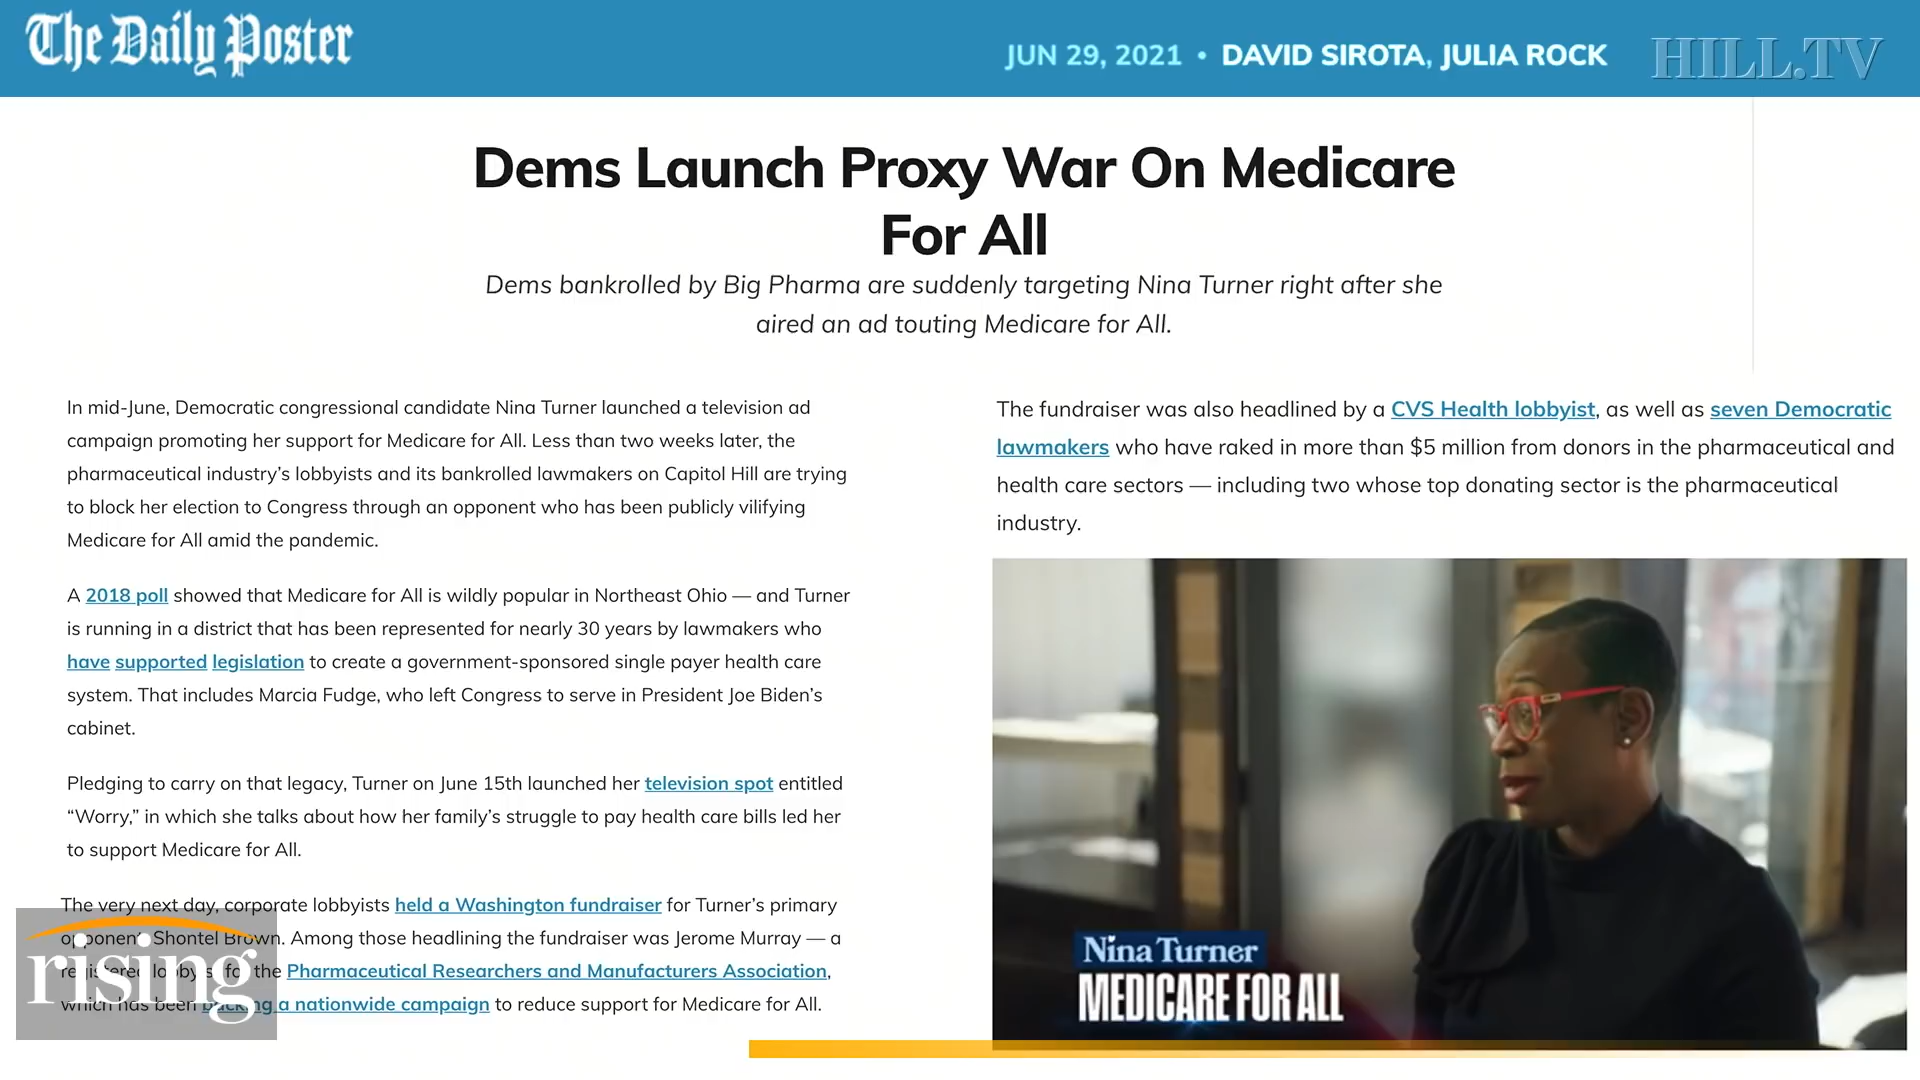 The Daily Poster
JUN 29, 2021 • DAVID SIROTA, JULIA ROCK
HILL.TV
Dems Launch Proxy War On Medicare
For All
Dems bankrolled by Big Pharma are suddenly targeting Nina Turner right after she
aired an ad touting Medicare for All.
In mid-June, Democratic congressional candidate Nina Turner launched a television ad
campaign promoting her support for Medicare for All. Less than two weeks later, the
pharmaceutical industry’s lobbyists and its bankrolled lawmakers on Capitol Hill are trying
to block her election to Congress through an opponent who has been publicly vilifying
Medicare for All amid the pandemic.
A 2018 poll showed that Medicare for All is wildly popular in Northeast Ohio — and Turner
is running in a district that has been represented for nearly 30 years by lawmakers who
have supported legislation to create a government-sponsored single payer health care
system. That includes Marcia Fudge, who left Congress to serve in President Joe Biden’s
cabinet.
Pledging to carry on that legacy, Turner on June 15th launched her television spot entitled
“Worry,” in which she talks about how her family’s struggle to pay health care bills led her
to support Medicare for All.
The very next day, corporate lobbyists held a Washington fundraiser for Turner’s primary
opponent, Shontel Brown. Among those headlining the fundraiser was Jerome Murray — a
registered lobbyist for the Pharmaceutical Researchers and Manufacturers Association,
which has been backing a nationwide campaign to reduce support for Medicare for All.
The fundraiser was also headlined by a CVS Health lobbyist, as well as seven Democratic
lawmakers who have raked in more than $5 million from donors in the pharmaceutical and
health care sectors — including two whose top donating sector is the pharmaceutical
industry.
Nina Turner
MEDICARE FOR ALL
rising